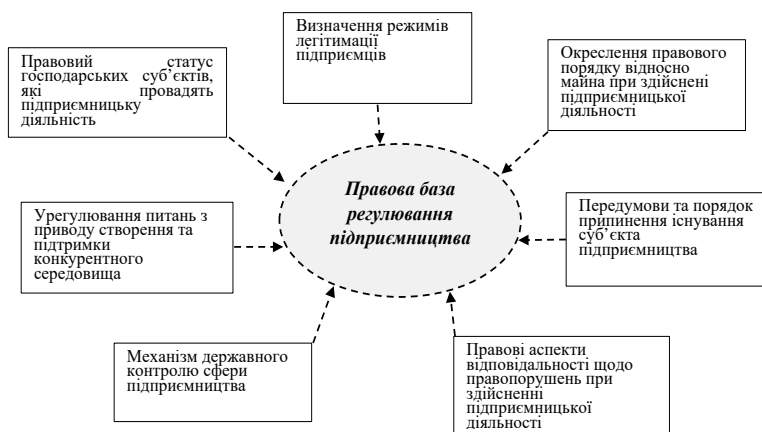 Визначення режимів
легітимації
підприємців
Правовий статус
господарських суб’єктів,
які провадять
підприємницьку
діяльність
Окреслення правового
порядку відносно
майна при здійснені
підприємницької
діяльності
Правова база
регулювання
підприємництва
Урегулювання питань з
приводу створення та
підтримки
конкурентного
середовища
Передумови та порядок
припинення існування
суб’єкта
підприємництва
Механізм державного
контролю сфери
підприємництва
Правові аспекти
відповідальності щодо
правопорушень при
здійсненні
підприємницької
діяльності